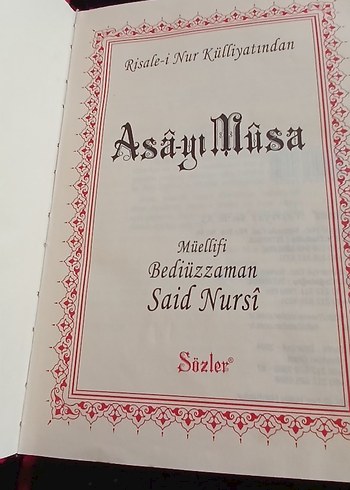 Risale-i Nur Külliyatından
Asâ-yı Mûsa
Müellifi
Bediüzzaman
Said Nursî
Sözler®